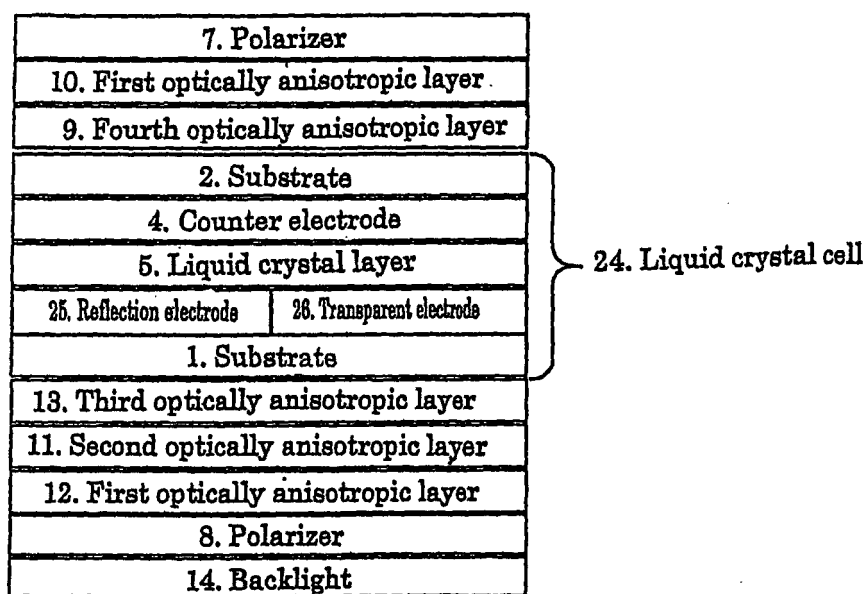 7. Polarizer
10. First optically anisotropic layer
9. Fourth optically anisotropic layer
2. Substrate
4. Counter electrode
5. Liquid crystal layer
24. Liquid crystal cell
25. Reflection electrode 26. Transparent electrode
1. Substrate
13. Third optically anisotropic layer
11. Second optically anisotropic layer
12. First optically anisotropic layer
8. Polarizer
14. Backlight